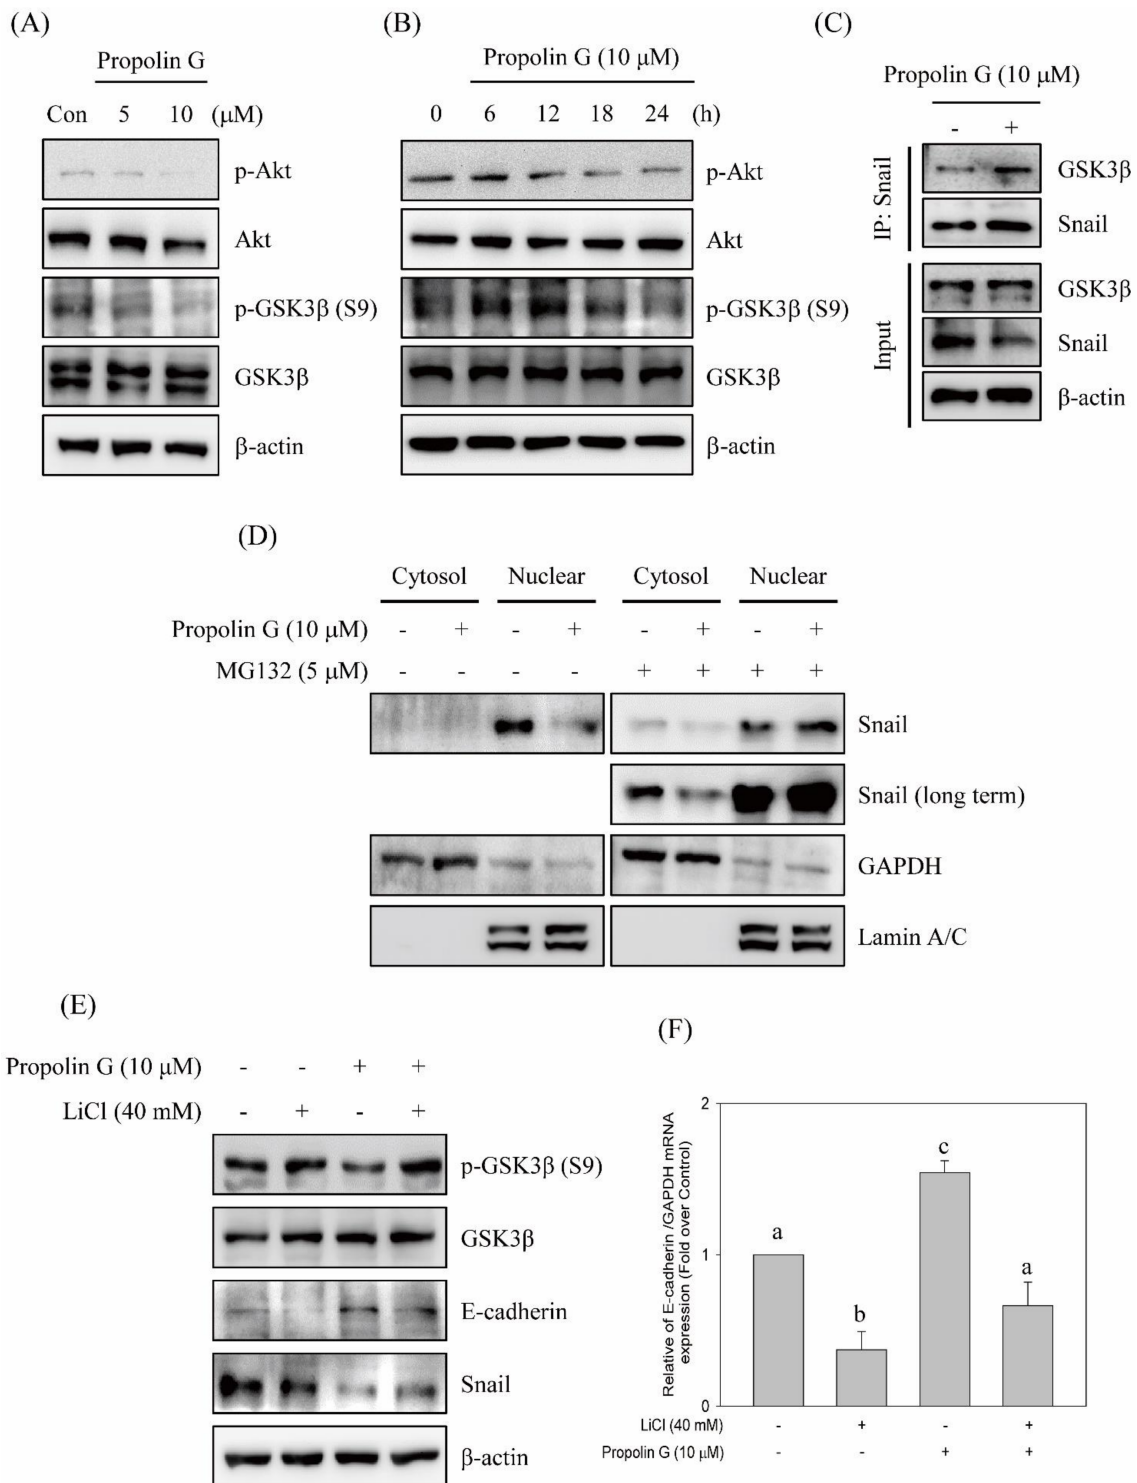 (A)
Propolin G
Con 5 10 (μM)
p-Akt
Akt
p-GSK3β (S9)
GSK3β
β-actin
(B)
Propolin G (10 μM)
0 6 12 18 24 (h)
p-Akt
Akt
p-GSK3β (S9)
GSK3β
β-actin
(C)
Propolin G (10 μM)
- +
IP: Snail
GSK3β
Snail
Input
GSK3β
Snail
β-actin
(D)
Cytosol Nuclear Cytosol Nuclear
Propolin G (10 μM) - + - + - + - +
MG132 (5 μM) - - - - + + + +
Snail
Snail (long term)
GAPDH
Lamin A/C
(E)
Propolin G (10 μM) - - + +
LiCl (40 mM) - + - +
p-GSK3β (S9)
GSK3β
E-cadherin
Snail
β-actin
(F)
Relative of E-cadherin /GAPDH mRNA
expression (Fold over Control)
2
1
0
a
b
c
a
LiCl (40 mM) - + - +
Propolin G (10 μM) - - + +